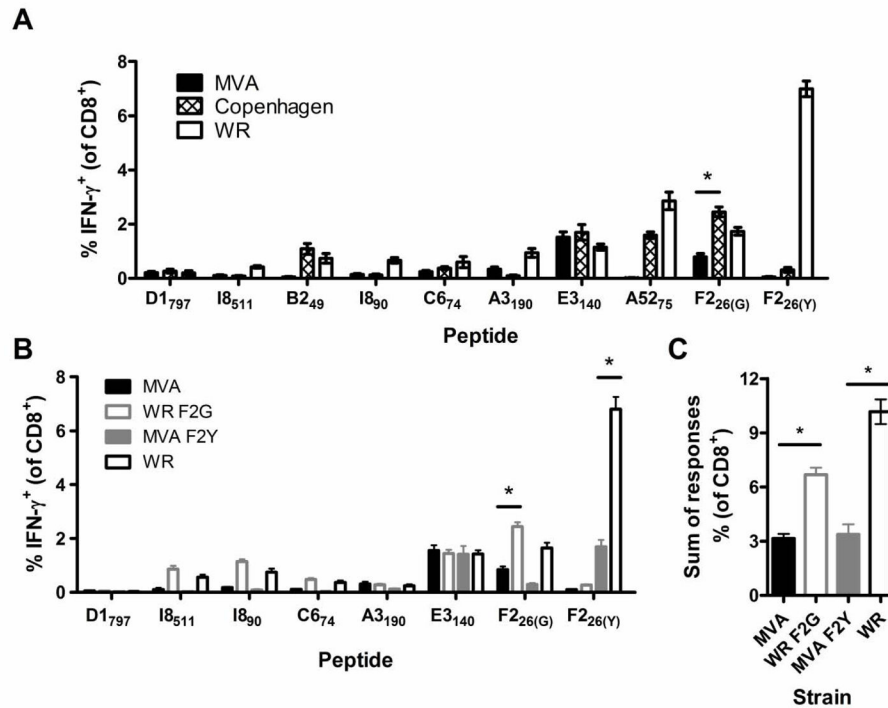 A
% IFN-γ⁺ (of CD8⁺)
8
6
4
2
0
MVA
Copenhagen
WR
*
D1₇₉₇ I8₅₁₁ B2₄₉ I8₉₀ C6₇₄ A3₁₉₀ E3₁₄₀ A52₇₅ F2₂₆(G) F2₂₆(Y)
Peptide
B
% IFN-γ⁺ (of CD8⁺)
8
6
4
2
0
MVA
WR F2G
MVA F2Y
WR
* *
D1₇₉₇ I8₅₁₁ I8₉₀ C6₇₄ A3₁₉₀ E3₁₄₀ F2₂₆(G) F2₂₆(Y)
Peptide
C
Sum of responses
% (of CD8⁺)
12
9
6
3
0
* *
MVA WR F2G MVA F2Y WR
Strain